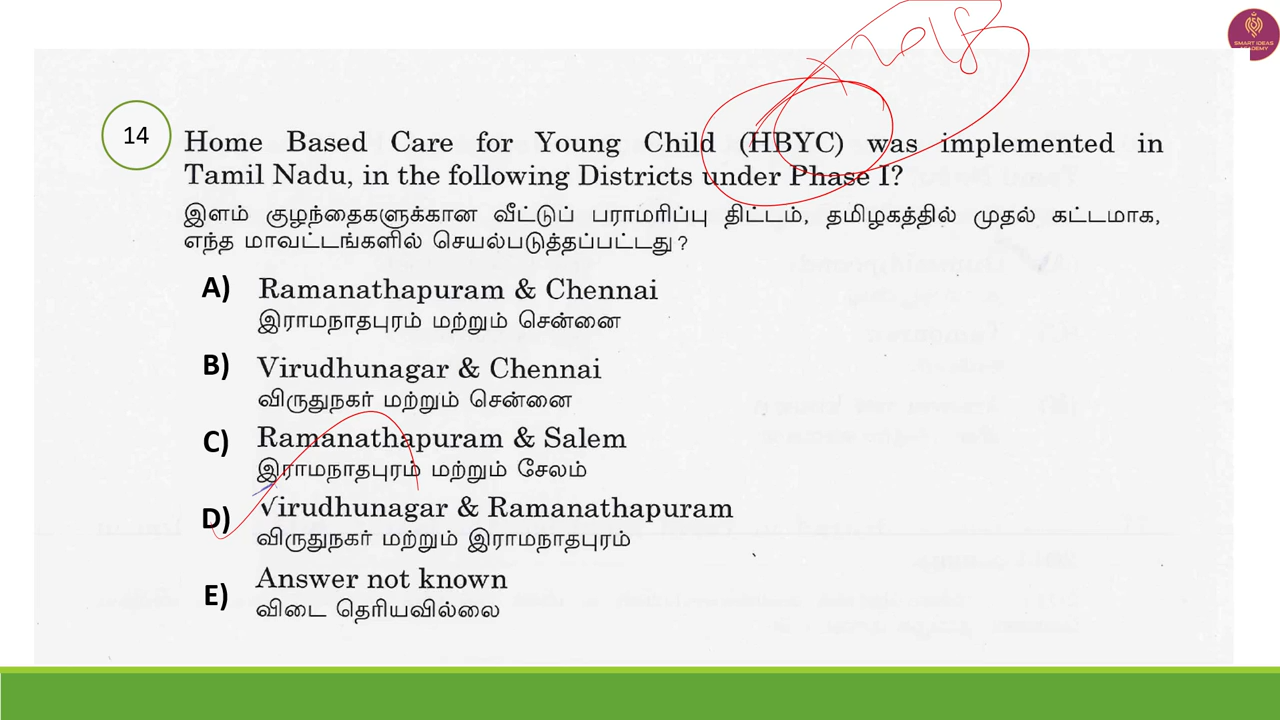 2018
SMART IDEAS
ACADEMY
14
Home Based Care for Young Child (HBYC) was implemented in
Tamil Nadu, in the following Districts under Phase I?
இளம் குழந்தைகளுக்கான வீட்டுப் பராமரிப்பு திட்டம், தமிழகத்தில் முதல் கட்டமாக,
எந்த மாவட்டங்களில் செயல்படுத்தப்பட்டது?
A) Ramanathapuram & Chennai
இராமநாதபுரம் மற்றும் சென்னை
B) Virudhunagar & Chennai
விருதுநகர் மற்றும் சென்னை
C) Ramanathapuram & Salem
இராமநாதபுரம் மற்றும் சேலம்
D) Virudhunagar & Ramanathapuram
விருதுநகர் மற்றும் இராமநாதபுரம்
E) Answer not known
விடை தெரியவில்லை